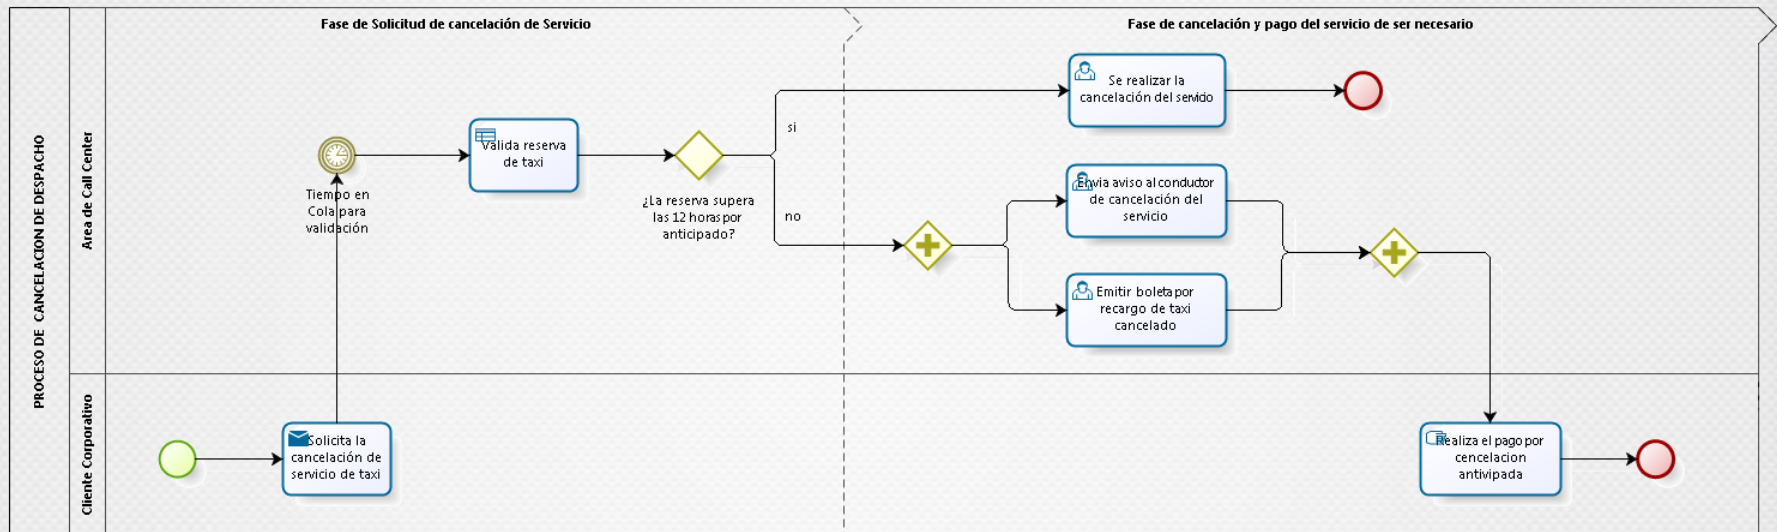 Fase de Solicitud de cancelación de Servicio
Fase de cancelación y pago del servicio de ser necesario
PROCESO DE CANCELACION DE DESPACHO
Area de Call Center
Tiempo en
Cola para
validación
Valida reserva
de taxi
¿La reserva supera
las 12 horas por
anticipado?
si
no
Se realizar la
cancelación del servicio
Envia aviso al conductor
de cancelación del
servicio
Emitir boleta por
recargo de taxi
cancelado
Cliente Corporativo
Solicita la
cancelación de
servicio de taxi
Realiza el pago por
cencelacion
antivipada